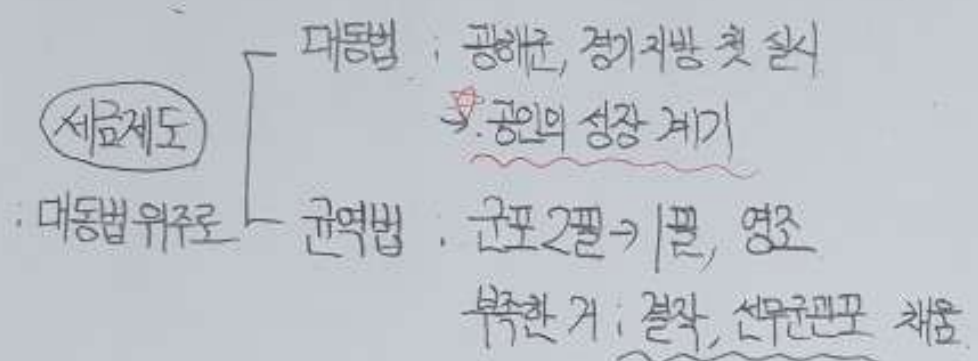 대동법 : 광해군, 경기지방 첫 실시
세금제도
→ 공인의 성장 계기
: 대동법 위주로
균역법 : 군포 2필→1필, 영조
부족한 거 : 결작, 선무군관포 채움.